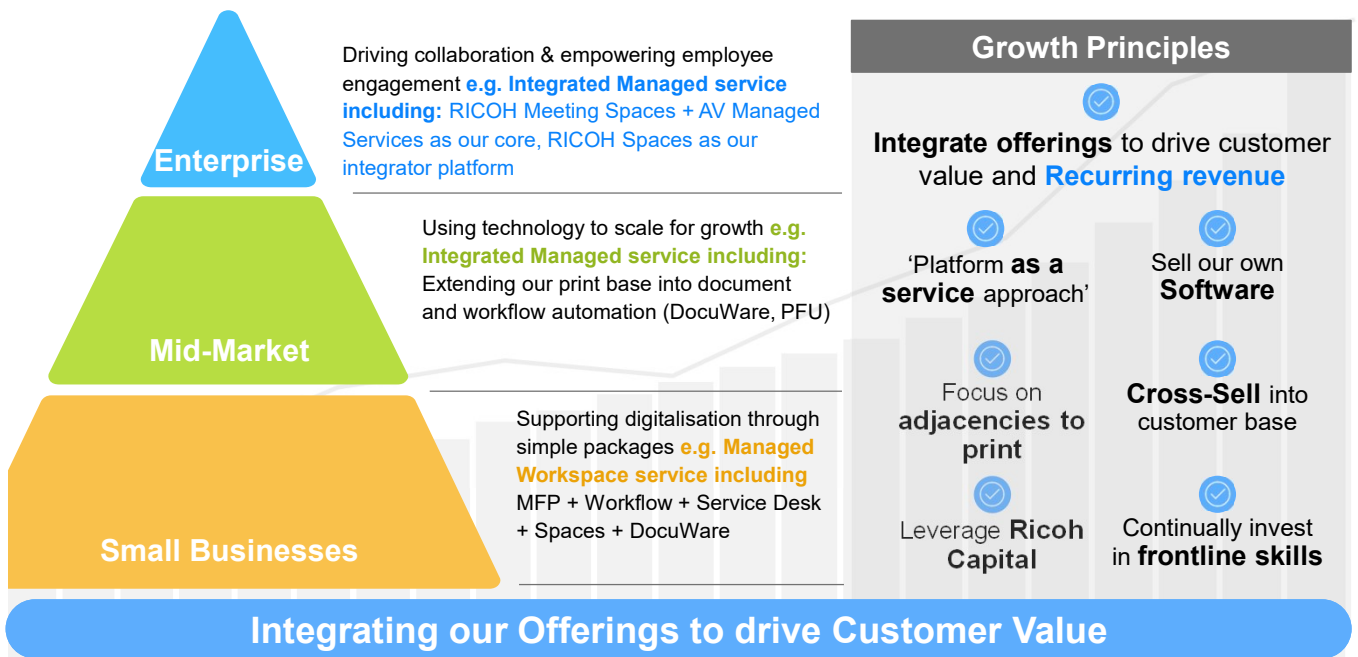 Driving collaboration & empowering employee
engagement e.g. Integrated Managed service
including: RICOH Meeting Spaces + AV Managed
Services as our core, RICOH Spaces as our
integrator platform
Enterprise
Using technology to scale for growth e.g.
Integrated Managed service including:
Extending our print base into document
and workflow automation (DocuWare, PFU)
Mid-Market
Supporting digitalisation through
simple packages e.g. Managed
Workspace service including
MFP + Workflow + Service Desk
+ Spaces + DocuWare
Small Businesses
Growth Principles
Integrate offerings to drive customer
value and Recurring revenue
‘Platform as a
service approach’
Sell our own
Software
Focus on
adjacencies to
print
Cross-Sell into
customer base
Leverage Ricoh
Capital
Continually invest
in frontline skills
Integrating our Offerings to drive Customer Value